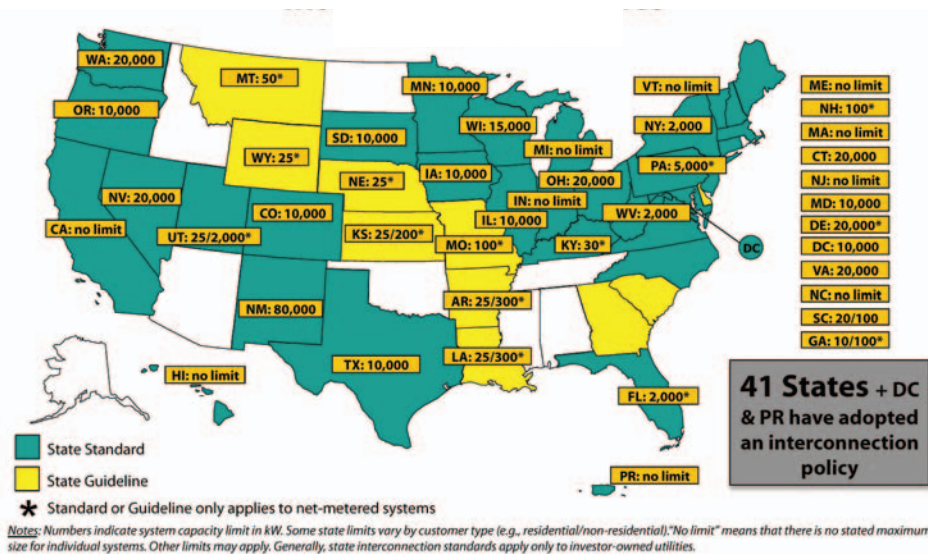 WA: 20,000
OR: 10,000
MT: 50*
WY: 25*
MN: 10,000
SD: 10,000
WI: 15,000
VT: no limit
NY: 2,000
MI: no limit
PA: 5,000*
NE: 25*
IA: 10,000
OH: 20,000
IN: no limit
NV: 20,000
CO: 10,000
IL: 10,000
WV: 2,000
CA: no limit
UT: 25/2,000*
KS: 25/200*
MO: 100*
KY: 30*
DC
NM: 80,000
AR: 25/300*
TX: 10,000
LA: 25/300*
HI: no limit
FL: 2,000*
PR: no limit
ME: no limit
NH: 100*
MA: no limit
CT: 20,000
NJ: no limit
MD: 10,000
DE: 20,000*
DC: 10,000
VA: 20,000
NC: no limit
SC: 20/100
GA: 10/100*
41 States + DC
& PR have adopted
an interconnection
policy
State Standard
State Guideline
* Standard or Guideline only applies to net-metered systems
Notes: Numbers indicate system capacity limit in kW. Some state limits vary by customer type (e.g., residential/non-residential)."No limit" means that there is no stated maximum
size for individual systems. Other limits may apply. Generally, state interconnection standards apply only to investor-owned utilities.